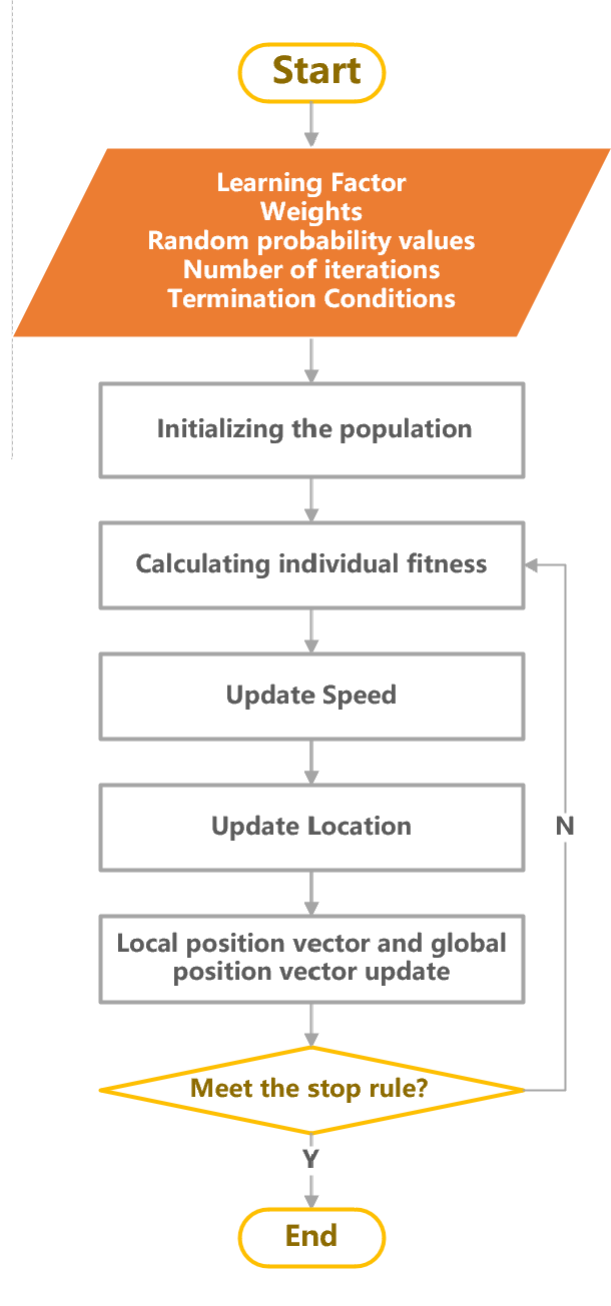 Start
Learning Factor
Weights
Random probability values
Number of iterations
Termination Conditions
Initializing the population
Calculating individual fitness
Update Speed
Update Location
N
Local position vector and global
position vector update
Meet the stop rule?
Y
End